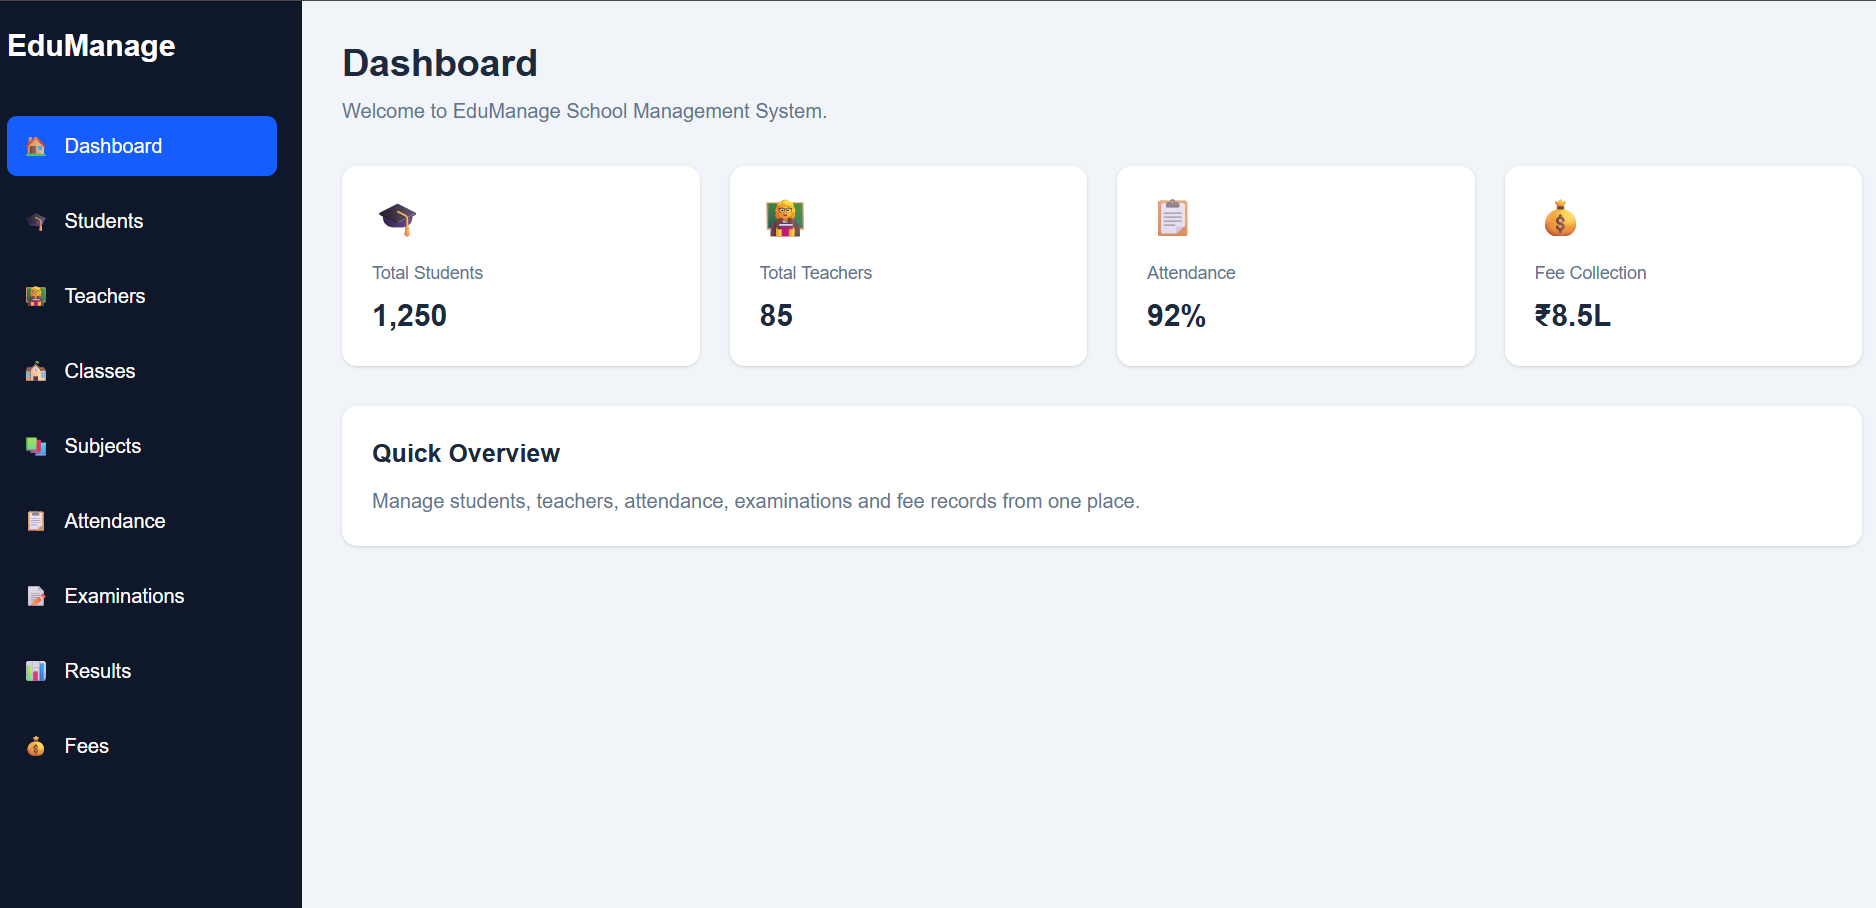 EduManage
Dashboard
Students
Teachers
Classes
Subjects
Attendance
Examinations
Results
Fees
Dashboard
Welcome to EduManage School Management System.
Total Students
1,250
Total Teachers
85
Attendance
92%
Fee Collection
₹8.5L
Quick Overview
Manage students, teachers, attendance, examinations and fee records from one place.